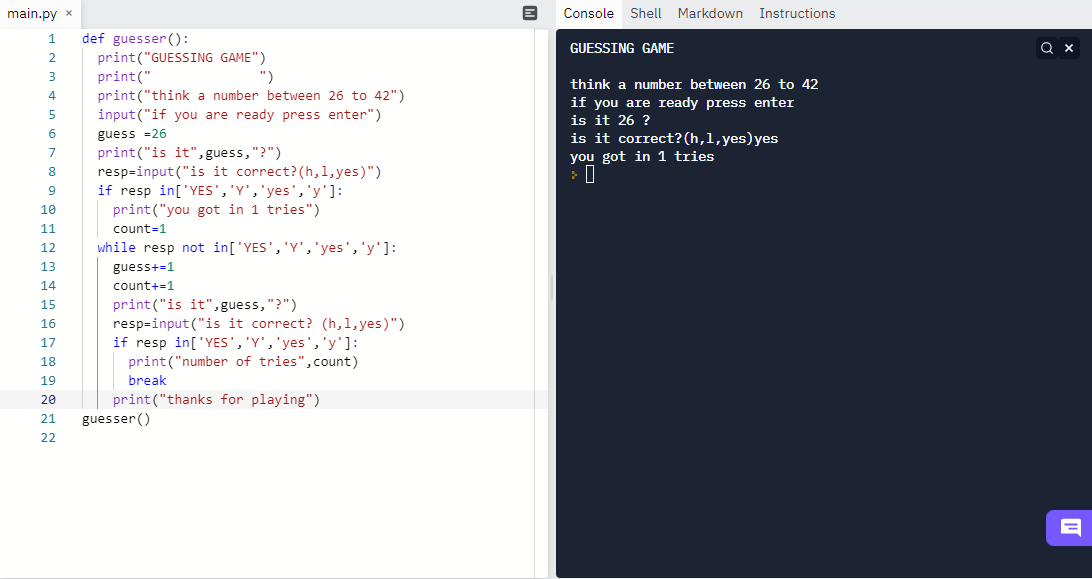 main.py ×
Console Shell Markdown Instructions
1 def guesser():
2 print("GUESSING GAME")
3 print("              ")
4 print("think a number between 26 to 42")
5 input("if you are ready press enter")
6 guess =26
7 print("is it",guess,"?")
8 resp=input("is it correct?(h,l,yes)")
9 if resp in['YES','Y','yes','y']:
10 print("you got in 1 tries")
11 count=1
12 while resp not in['YES','Y','yes','y']:
13 guess+=1
14 count+=1
15 print("is it",guess,"?")
16 resp=input("is it correct? (h,l,yes)")
17 if resp in['YES','Y','yes','y']:
18 print("number of tries",count)
19 break
20 print("thanks for playing")
21 guesser()
22
GUESSING GAME
think a number between 26 to 42
if you are ready press enter
is it 26 ?
is it correct?(h,l,yes)yes
you got in 1 tries